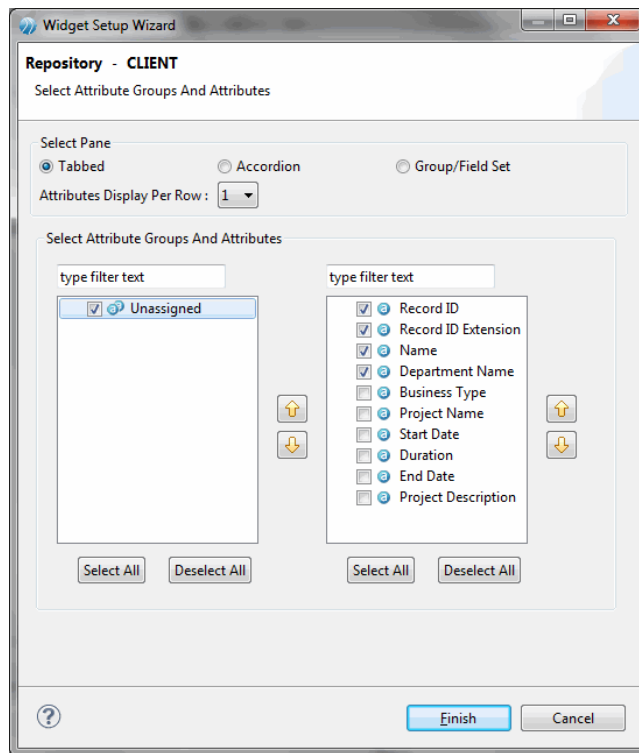 Widget Setup Wizard
Repository - CLIENT
Select Attribute Groups And Attributes
Select Pane
Tabbed Accordion Group/Field Set
Attributes Display Per Row : 1
Select Attribute Groups And Attributes
type filter text type filter text
Unassigned Record ID
Record ID Extension
Name
Department Name
Business Type
Project Name
Start Date
Duration
End Date
Project Description
Select All Deselect All Select All Deselect All
? Finish Cancel